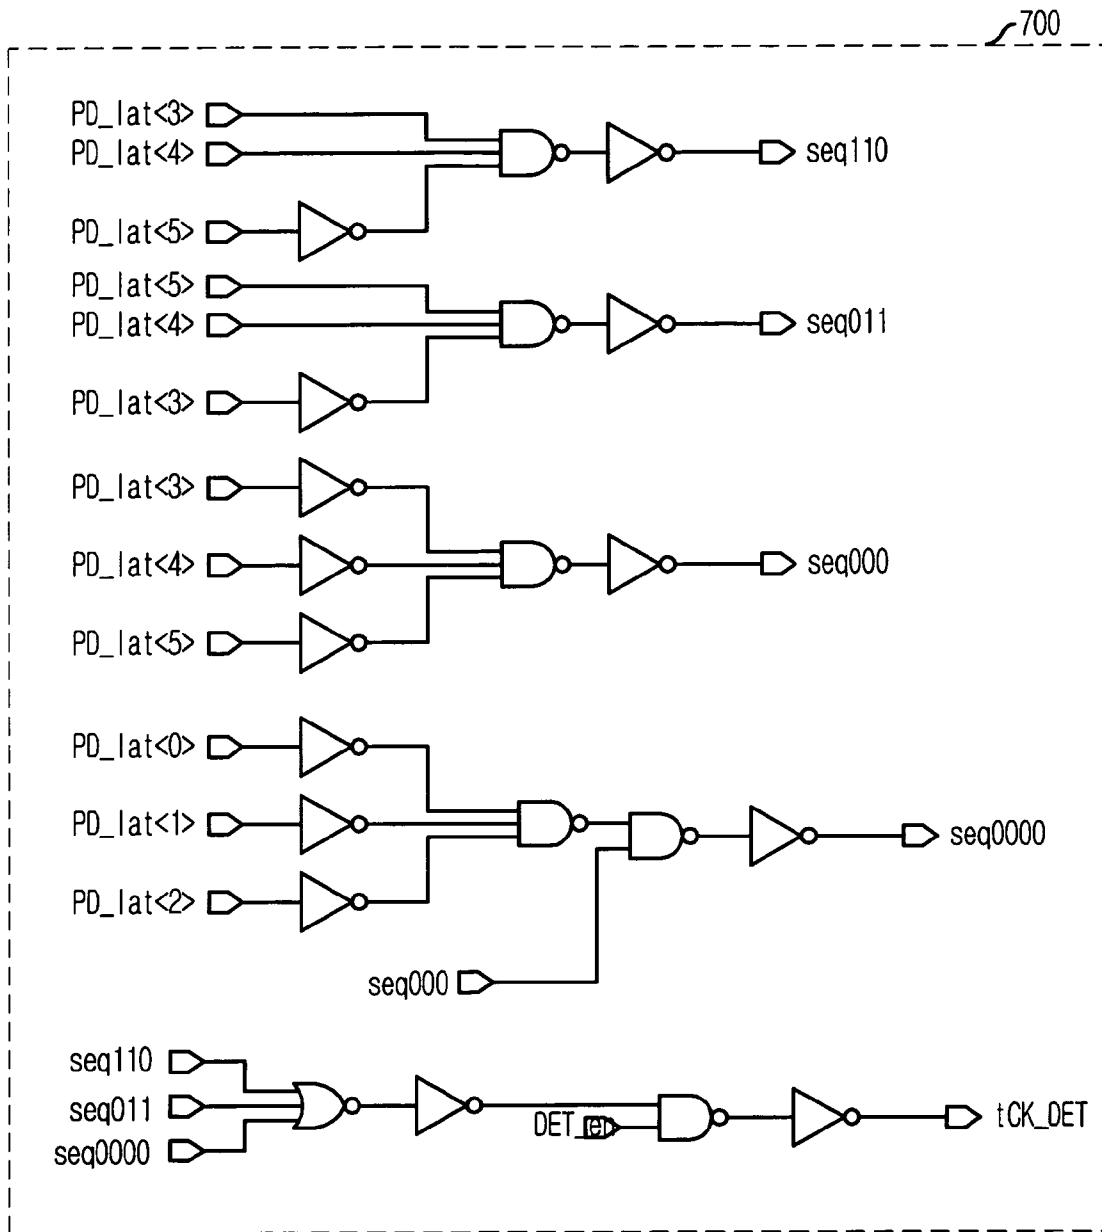 700
PD_lat<3>
PD_lat<4>
seq110
PD_lat<5>
PD_lat<5>
PD_lat<4>
seq011
PD_lat<3>
PD_lat<3>
PD_lat<4>
seq000
PD_lat<5>
PD_lat<0>
PD_lat<1>
seq0000
PD_lat<2>
seq000
seq110
seq011
DET_en
tCK_DET
seq0000